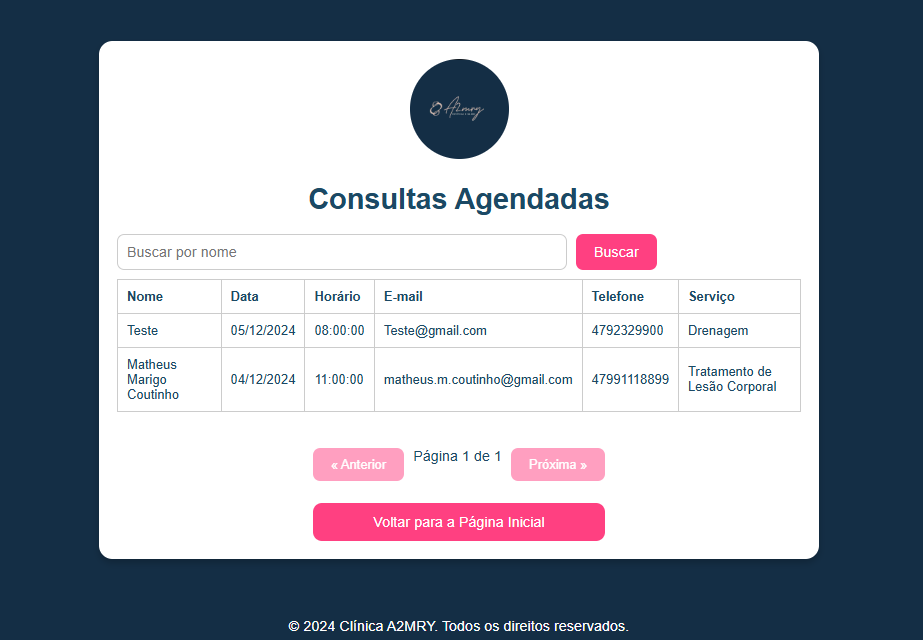 A2mry
Consultas Agendadas
Buscar por nome
Buscar
Nome Data Horário E-mail Telefone Serviço
Teste 05/12/2024 08:00:00 Teste@gmail.com 4792329900 Drenagem
Matheus
Marigo
Coutinho
04/12/2024 11:00:00 matheus.m.coutinho@gmail.com 47991118899
Tratamento de
Lesão Corporal
« Anterior Página 1 de 1 Próxima »
Voltar para a Página Inicial
© 2024 Clínica A2MRY. Todos os direitos reservados.